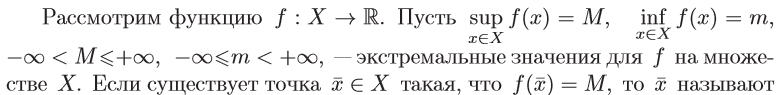 Рассмотрим функцию f : X → ℝ. Пусть sup_{x∈X} f(x) = M, inf_{x∈X} f(x) = m,
−∞ < M ⩽ +∞, −∞ ⩽ m < +∞, — экстремальные значения для f на множе-
стве X. Если существует точка x̄ ∈ X такая, что f(x̄) = M, то x̄ называют